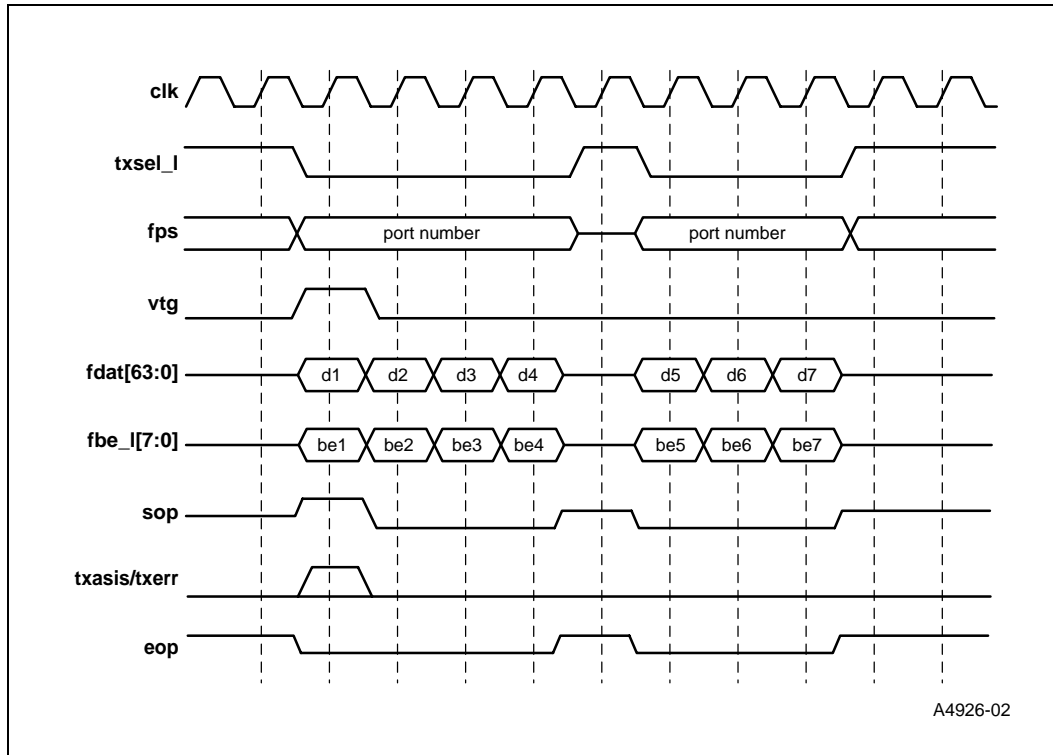 clk
txsel_l
fps port number port number
vtg
fdat[63:0] d1 d2 d3 d4 d5 d6 d7
fbe_l[7:0] be1 be2 be3 be4 be5 be6 be7
sop
txasis/txerr
eop
A4926-02